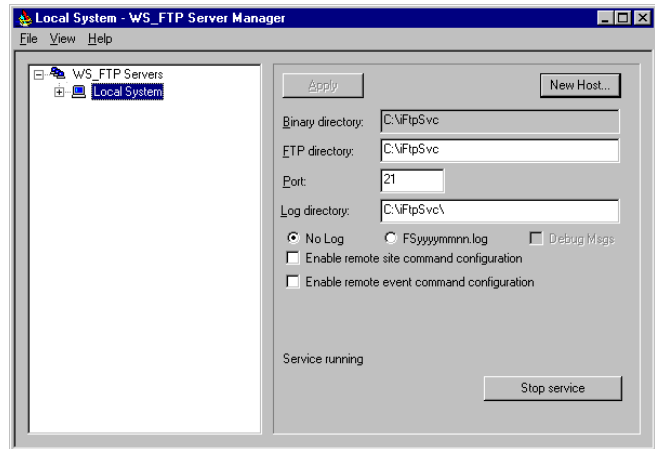 Local System - WS_FTP Server Manager
File View Help
WS_FTP Servers
Local System
Apply
New Host...
Binary directory: C:\iFtpSvc
FTP directory: C:\iFtpSvc
Port: 21
Log directory: C:\iFtpSvc\
No Log FSyyyymmnn.log Debug Msgs
Enable remote site command configuration
Enable remote event command configuration
Service running
Stop service